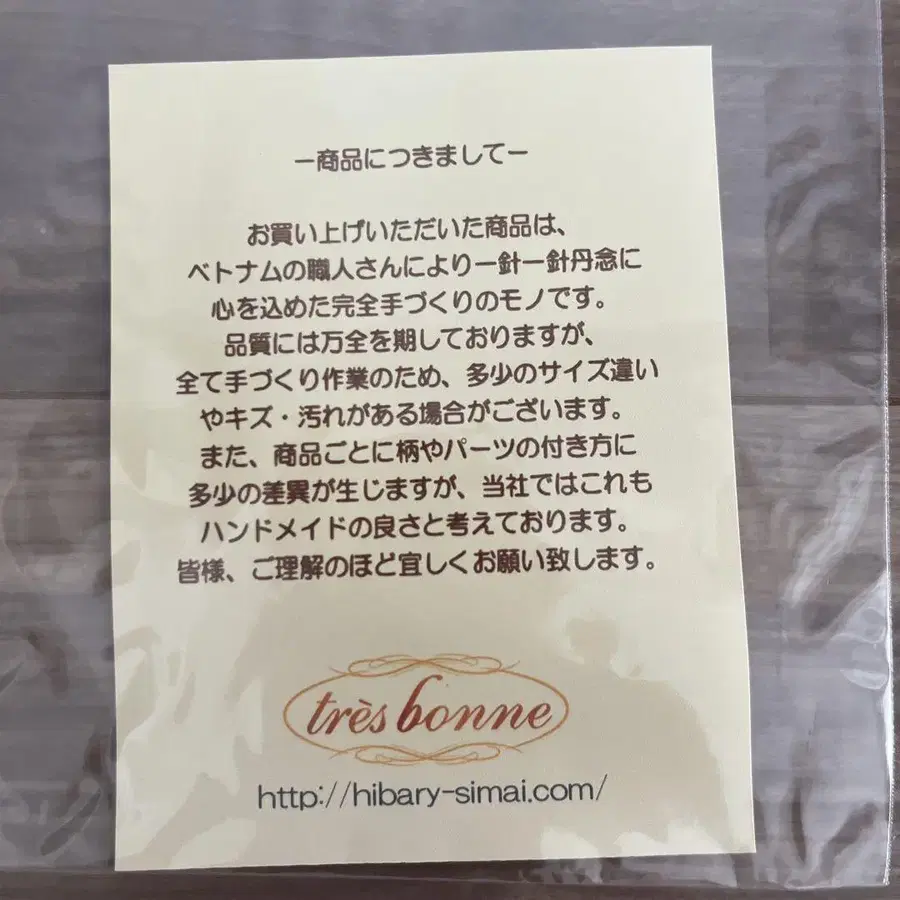 ー商品につきましてー
お買い上げいただいた商品は、
ベトナムの職人さんにより一針一針丹念に
心を込めた完全手づくりのモノです。
品質には万全を期しておりますが、
全て手づくり作業のため、多少のサイズ違い
やキズ・汚れがある場合がございます。
また、商品ごとに柄やパーツの付き方に
多少の差異が生じますが、当社ではこれも
ハンドメイドの良さと考えております。
皆様、ご理解のほど宜しくお願い致します。
très bonne
http://hibary-simai.com/